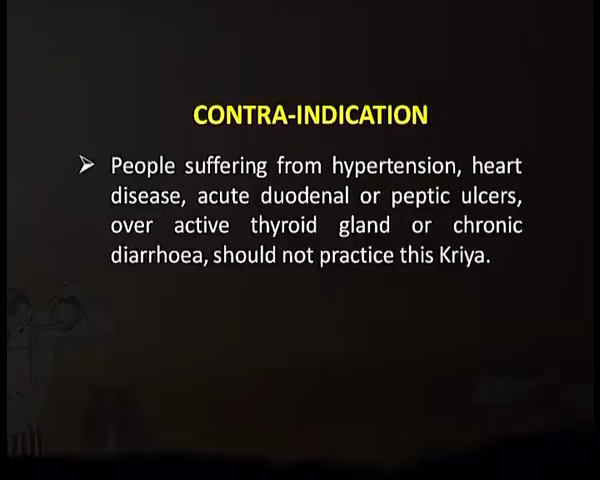 CONTRA-INDICATION
➢ People suffering from hypertension, heart
disease, acute duodenal or peptic ulcers,
over active thyroid gland or chronic
diarrhoea, should not practice this Kriya.